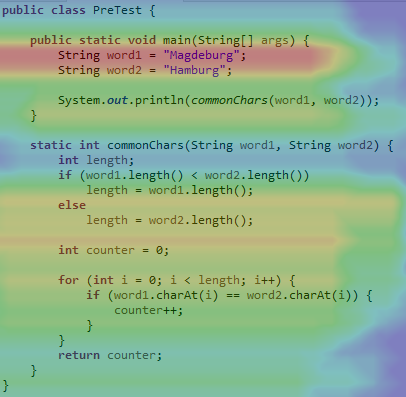 public class PreTest {
public static void main(String[] args) {
String word1 = "Magdeburg";
String word2 = "Hamburg";
System.out.println(commonChars(word1, word2));
}
static int commonChars(String word1, String word2) {
int length;
if (word1.length() < word2.length())
length = word1.length();
else
length = word2.length();
int counter = 0;
for (int i = 0; i < length; i++) {
if (word1.charAt(i) == word2.charAt(i)) {
counter++;
}
}
return counter;
}
}